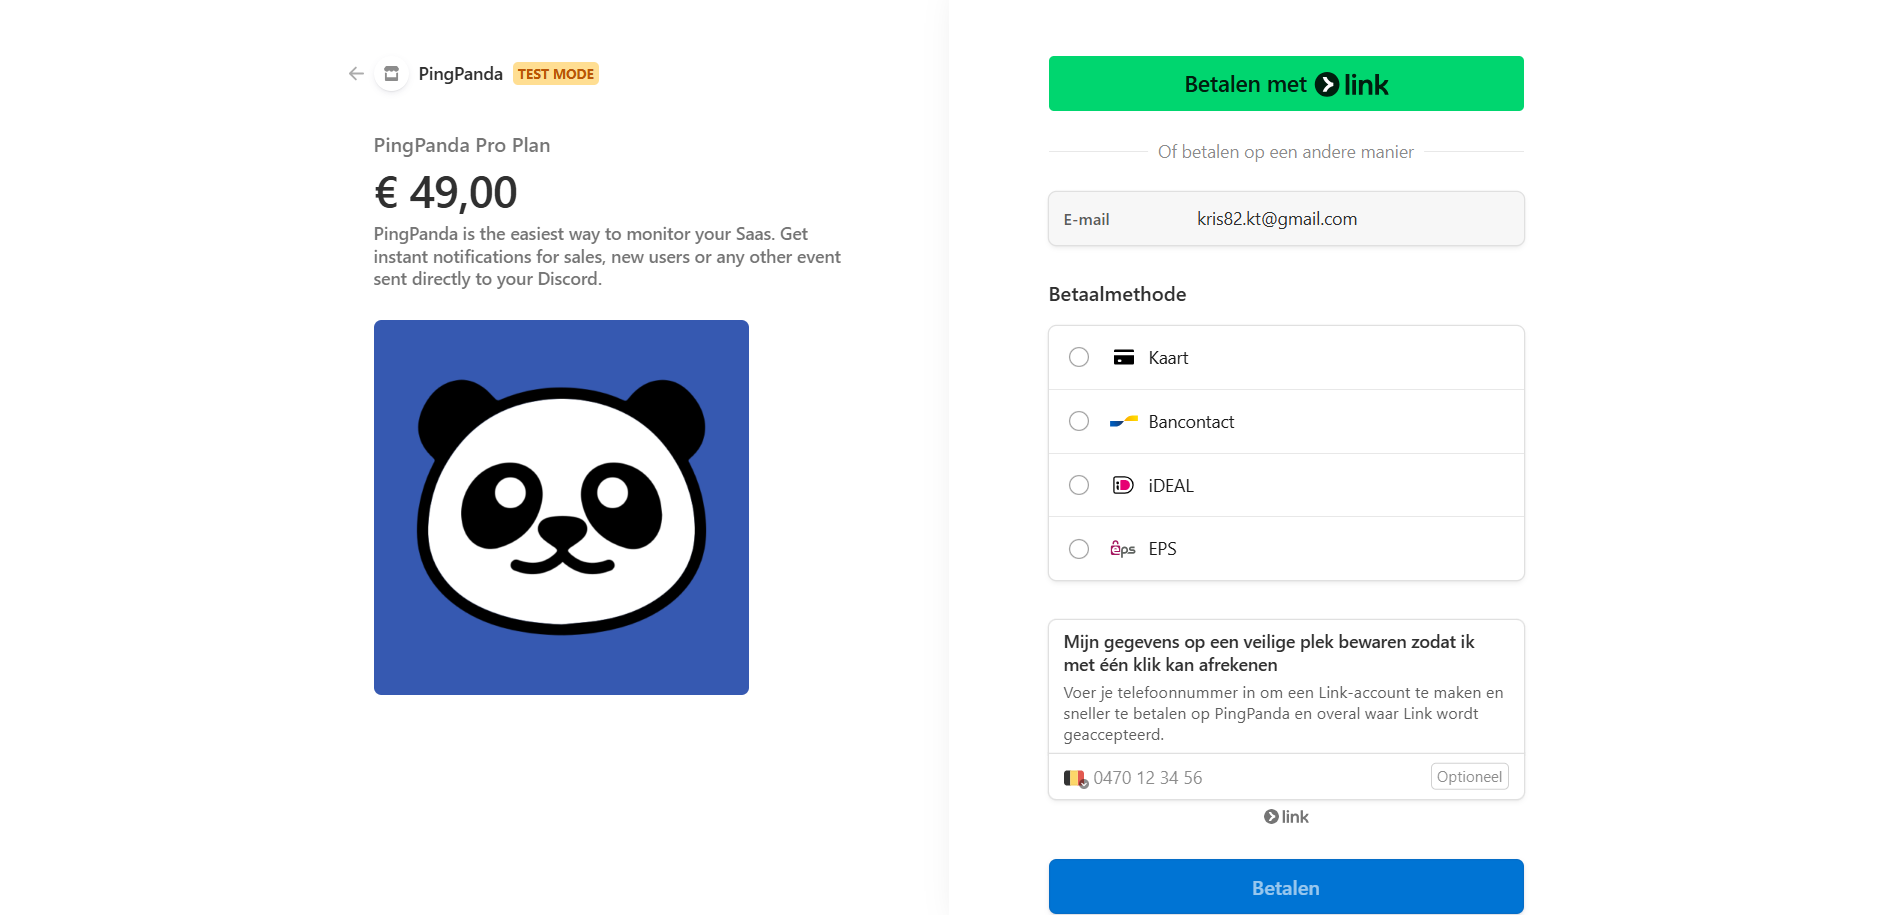 PingPanda TEST MODE
PingPanda Pro Plan
€ 49,00
PingPanda is the easiest way to monitor your Saas. Get
instant notifications for sales, new users or any other event
sent directly to your Discord.
Betalen met link
Of betalen op een andere manier
E-mail kris82.kt@gmail.com
Betaalmethode
Kaart
Bancontact
iD iDEAL
eps EPS
Mijn gegevens op een veilige plek bewaren zodat ik
met één klik kan afrekenen
Voer je telefoonnummer in om een Link-account te maken en
sneller te betalen op PingPanda en overal waar Link wordt
geaccepteerd.
0470 12 34 56 Optioneel
link
Betalen